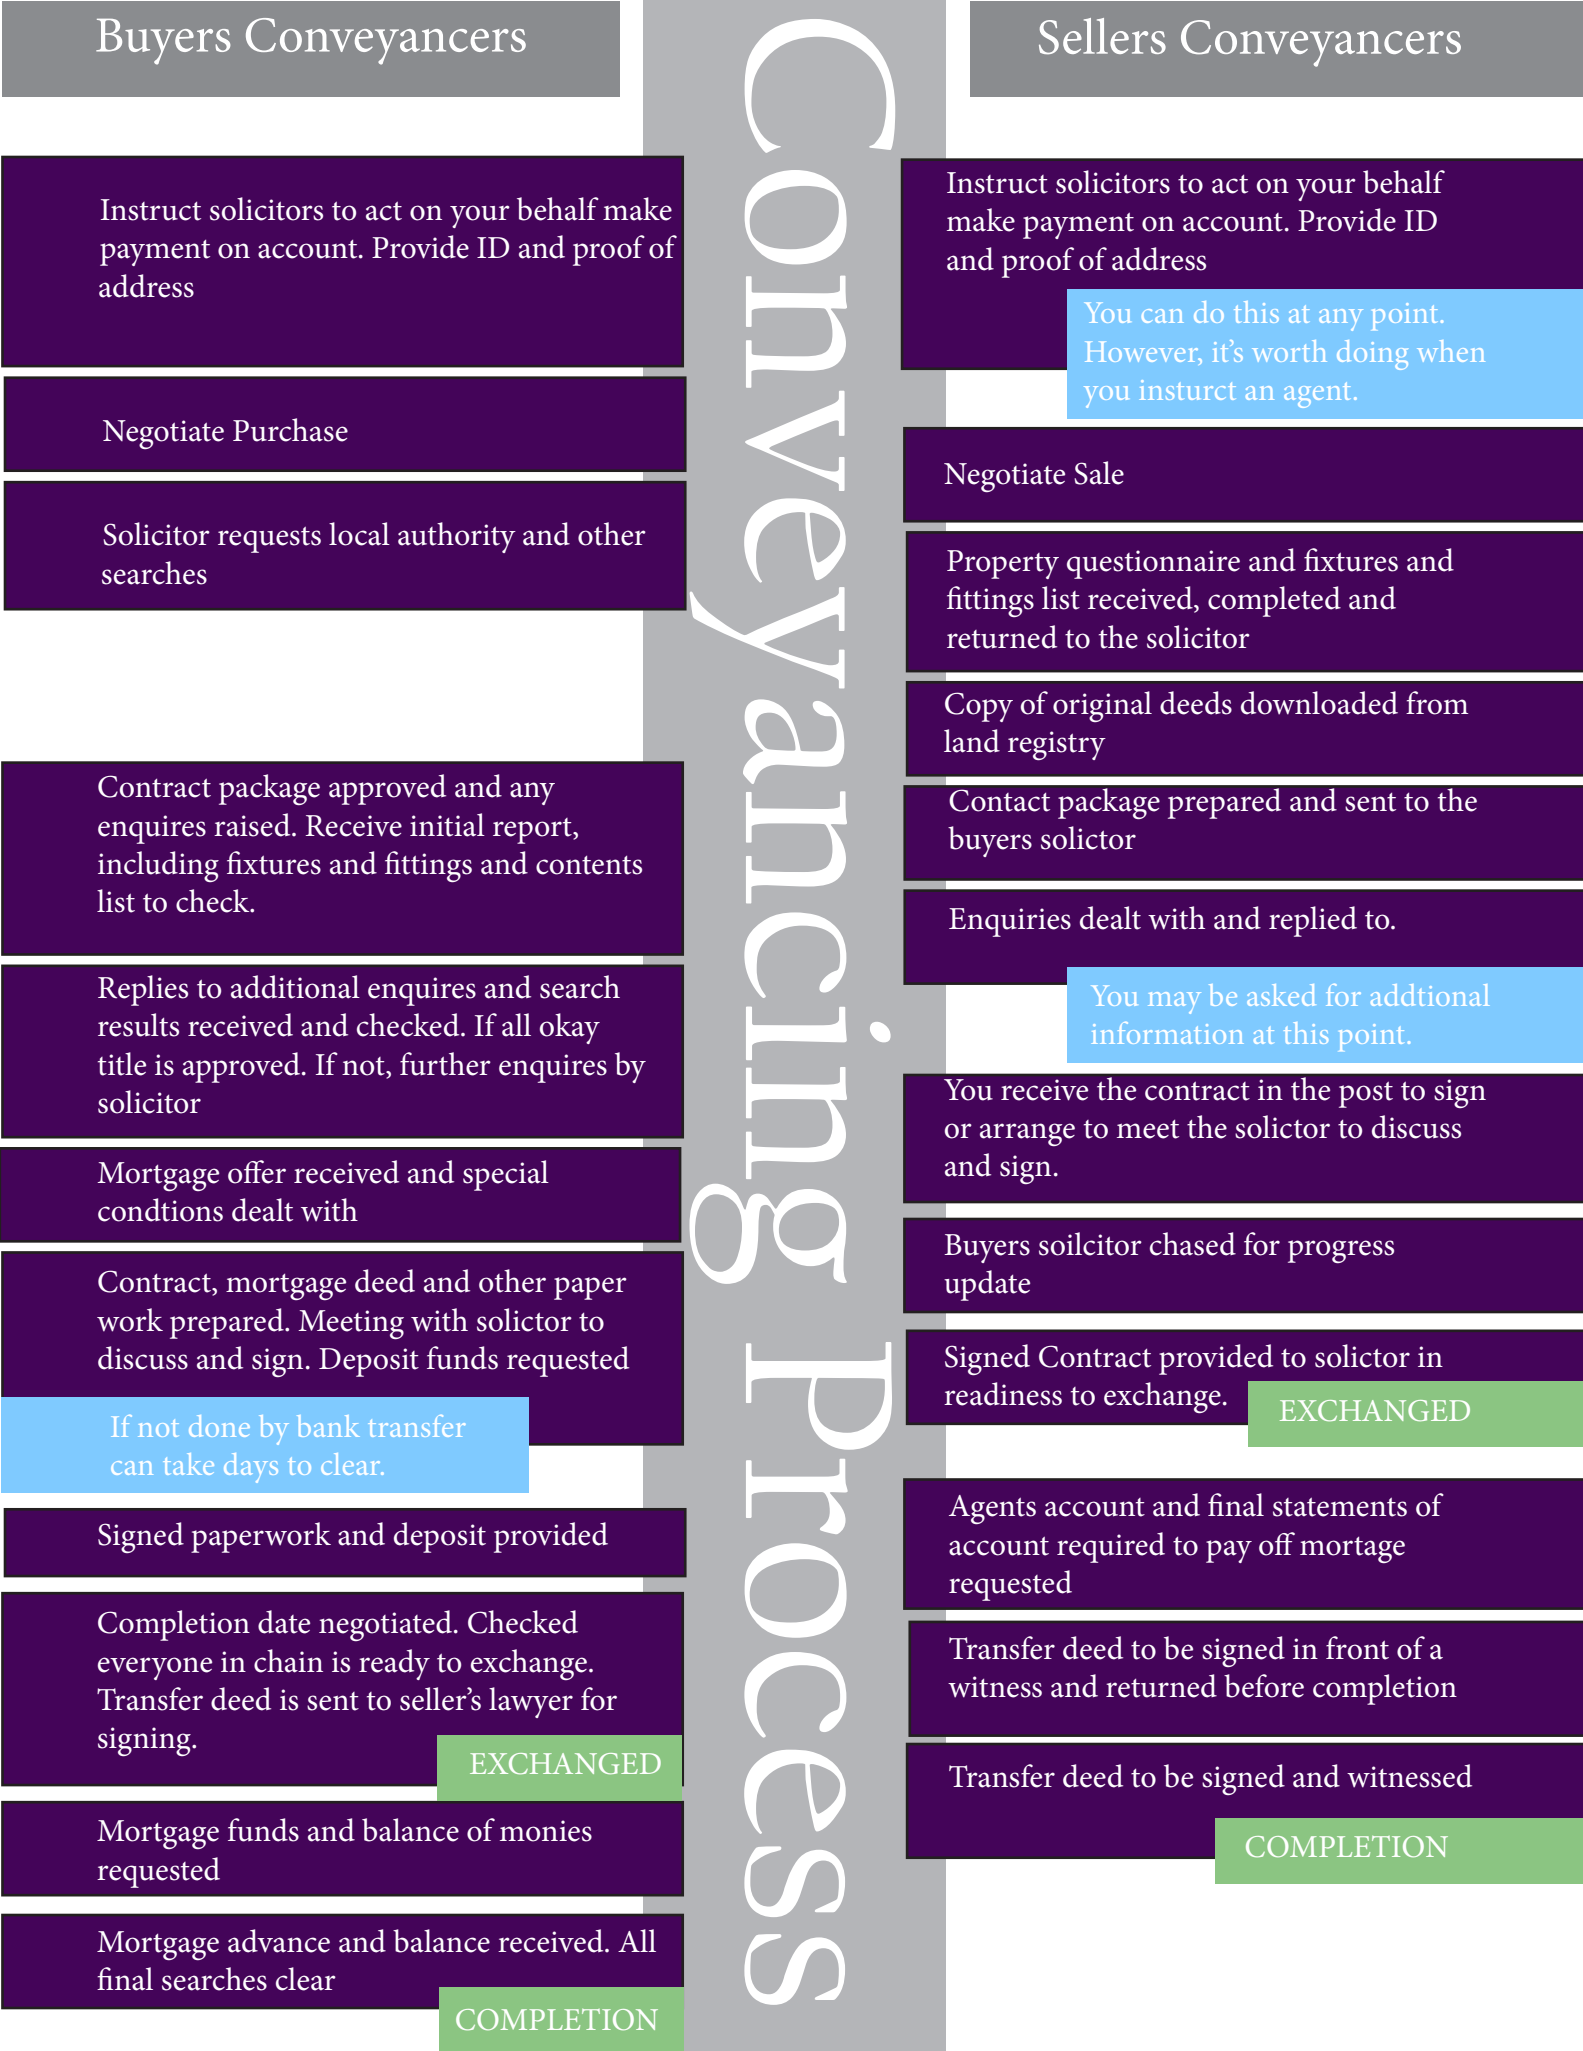 Buyers Conveyancers
Instruct solicitors to act on your behalf make
payment on account. Provide ID and proof of
address
Negotiate Purchase
Solicitor requests local authority and other
searches
Contract package approved and any
enquires raised. Receive initial report,
including fixtures and fittings and contents
list to check.
Replies to additional enquires and search
results received and checked. If all okay
title is approved. If not, further enquires by
solicitor
Mortgage offer received and special
condtions dealt with
Contract, mortgage deed and other paper
work prepared. Meeting with solictor to
discuss and sign. Deposit funds requested
If not done by bank transfer
can take days to clear.
Signed paperwork and deposit provided
Completion date negotiated. Checked
everyone in chain is ready to exchange.
Transfer deed is sent to seller's lawyer for
signing.
EXCHANGED
Mortgage funds and balance of monies
requested
Mortgage advance and balance received. All
final searches clear
COMPLETION
Conveyancing Process
Sellers Conveyancers
Instruct solicitors to act on your behalf
make payment on account. Provide ID
and proof of address
You can do this at any point.
However, it's worth doing when
you insturct an agent.
Negotiate Sale
Property questionnaire and fixtures and
fittings list received, completed and
returned to the solicitor
Copy of original deeds downloaded from
land registry
Contact package prepared and sent to the
buyers solictor
Enquiries dealt with and replied to.
You may be asked for addtional
information at this point.
You receive the contract in the post to sign
or arrange to meet the solictor to discuss
and sign.
Buyers soilcitor chased for progress
update
Signed Contract provided to solictor in
readiness to exchange.
EXCHANGED
Agents account and final statements of
account required to pay off mortage
requested
Transfer deed to be signed in front of a
witness and returned before completion
Transfer deed to be signed and witnessed
COMPLETION